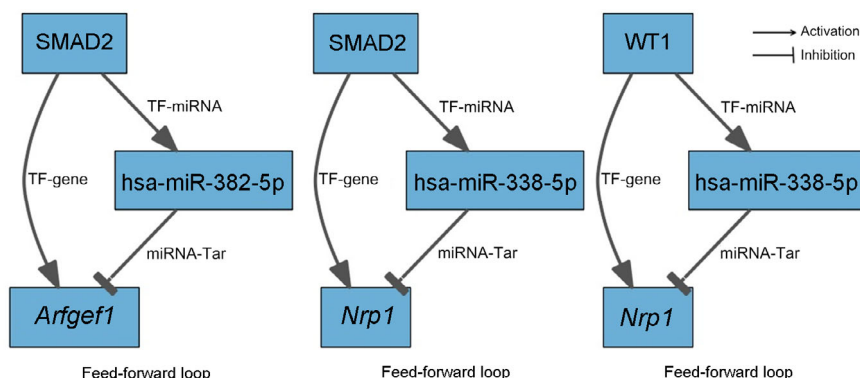 SMAD2
TF-miRNA
TF-gene
hsa-miR-382-5p
miRNA-Tar
Arfgef1
Feed-forward loop
SMAD2
TF-miRNA
TF-gene
hsa-miR-338-5p
miRNA-Tar
Nrp1
Feed-forward loop
WT1
Activation
Inhibition
TF-miRNA
TF-gene
hsa-miR-338-5p
miRNA-Tar
Nrp1
Feed-forward loop